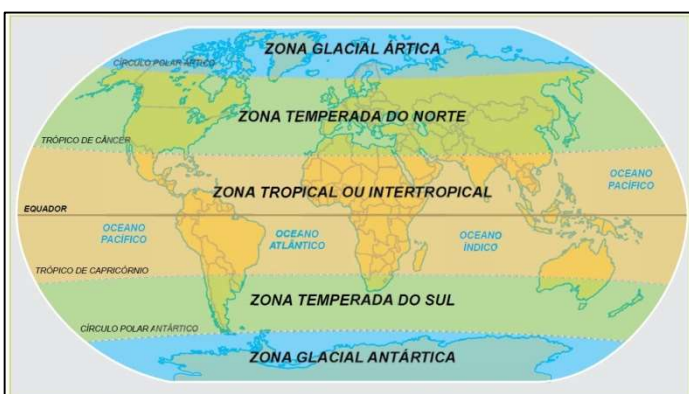 ZONA GLACIAL ÁRTICA
CÍRCULO POLAR ÁRTICO
ZONA TEMPERADA DO NORTE
TRÓPICO DE CÂNCER
OCEANO
PACÍFICO
ZONA TROPICAL OU INTERTROPICAL
EQUADOR
OCEANO
PACÍFICO
OCEANO
ATLÂNTICO
OCEANO
ÍNDICO
TRÓPICO DE CAPRICÓRNIO
ZONA TEMPERADA DO SUL
CÍRCULO POLAR ANTÁRTICO
ZONA GLACIAL ANTÁRTICA